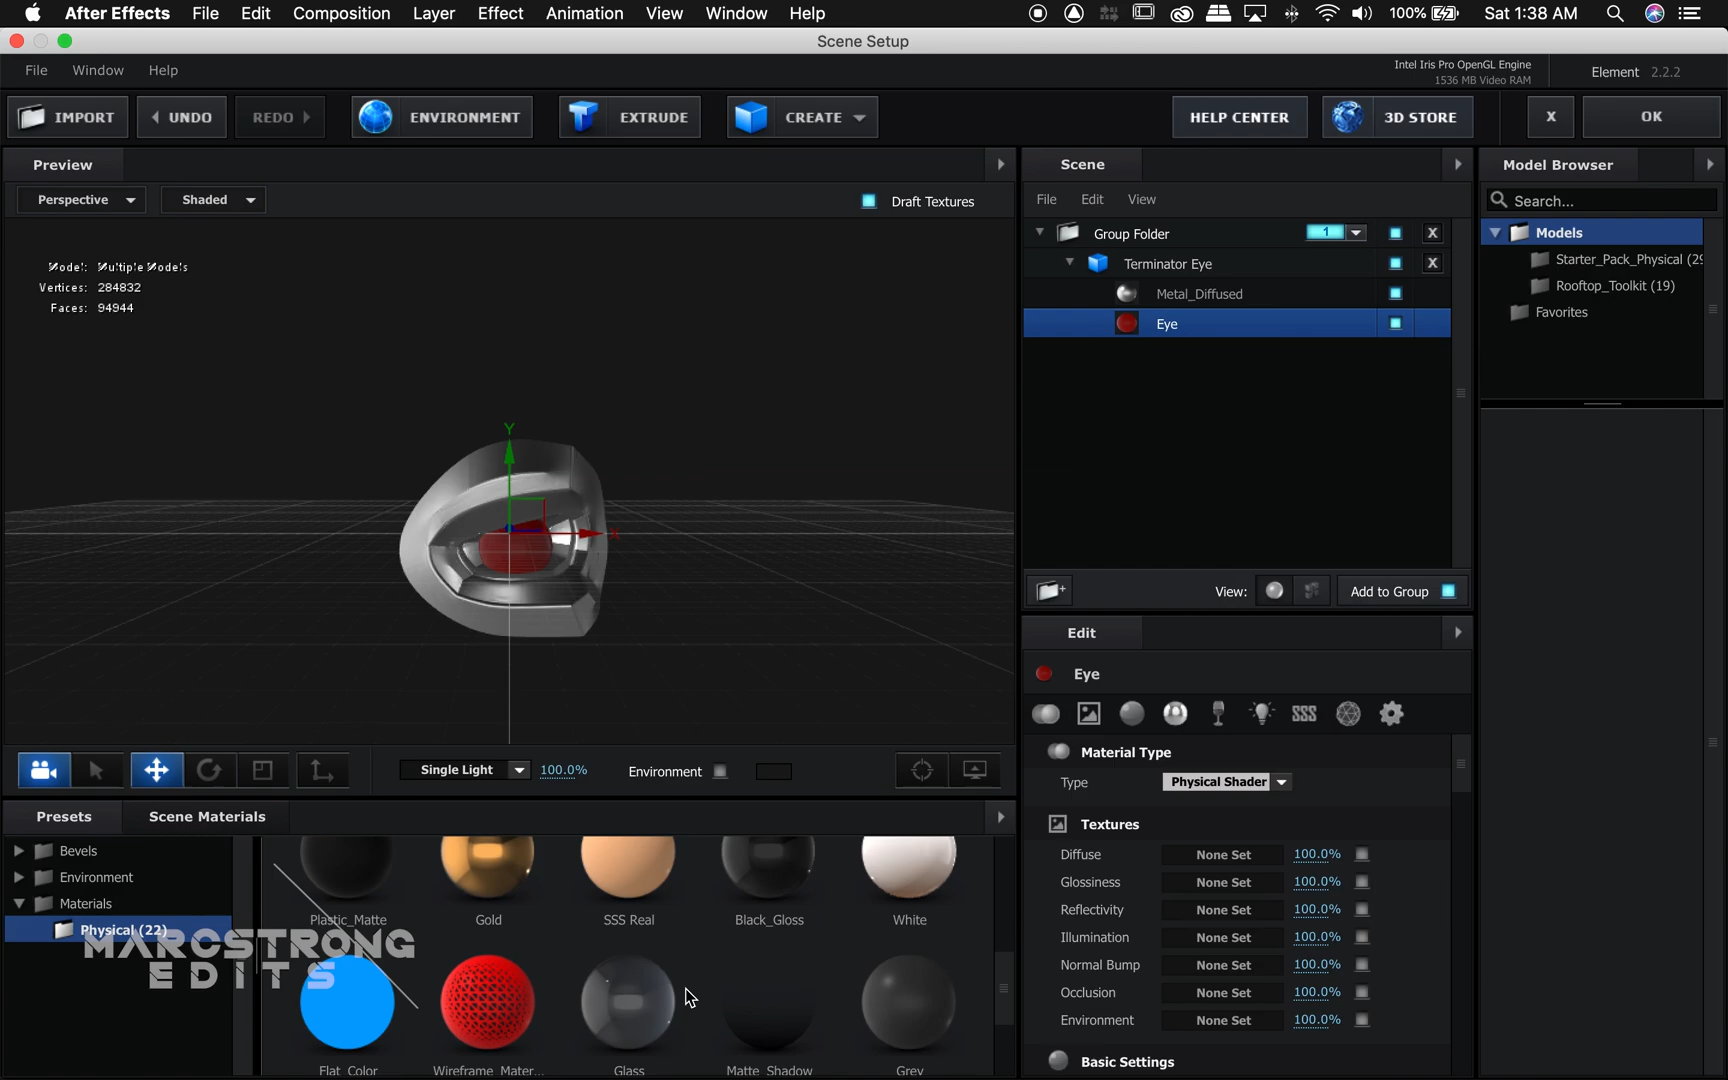 After Effects File Edit Composition Layer Effect Animation View Window Help 100% Sat 1:38 AM
Scene Setup
File Window Help Intel Iris Pro OpenGL Engine
1536 MB Video RAM Element 2.2.2
IMPORT UNDO REDO ENVIRONMENT EXTRUDE CREATE HELP CENTER 3D STORE X OK
Preview Scene Model Browser
Perspective Shaded Draft Textures File Edit View Search...
Group Folder 1 X Models
Model: Multiple Models Terminator Eye X Starter_Pack_Physical (29
Vertices: 284832 Metal_Diffused Rooftop_Toolkit (19)
Faces: 94944 Eye Favorites
Y
X
View: Add to Group
Edit
Eye
SSS
Material Type
Single Light 100.0% Environment Type Physical Shader
Presets Scene Materials Textures
Bevels Diffuse None Set 100.0%
Environment Glossiness None Set 100.0%
Materials Plastic_Matte Gold SSS Real Black_Gloss White Reflectivity None Set 100.0%
Physical (22) Illumination None Set 100.0%
MARCSTRONG
EDITS
Normal Bump None Set 100.0%
Occlusion None Set 100.0%
Environment None Set 100.0%
Flat_Color Wireframe_Mater... Glass Matte_Shadow Grey Basic Settings